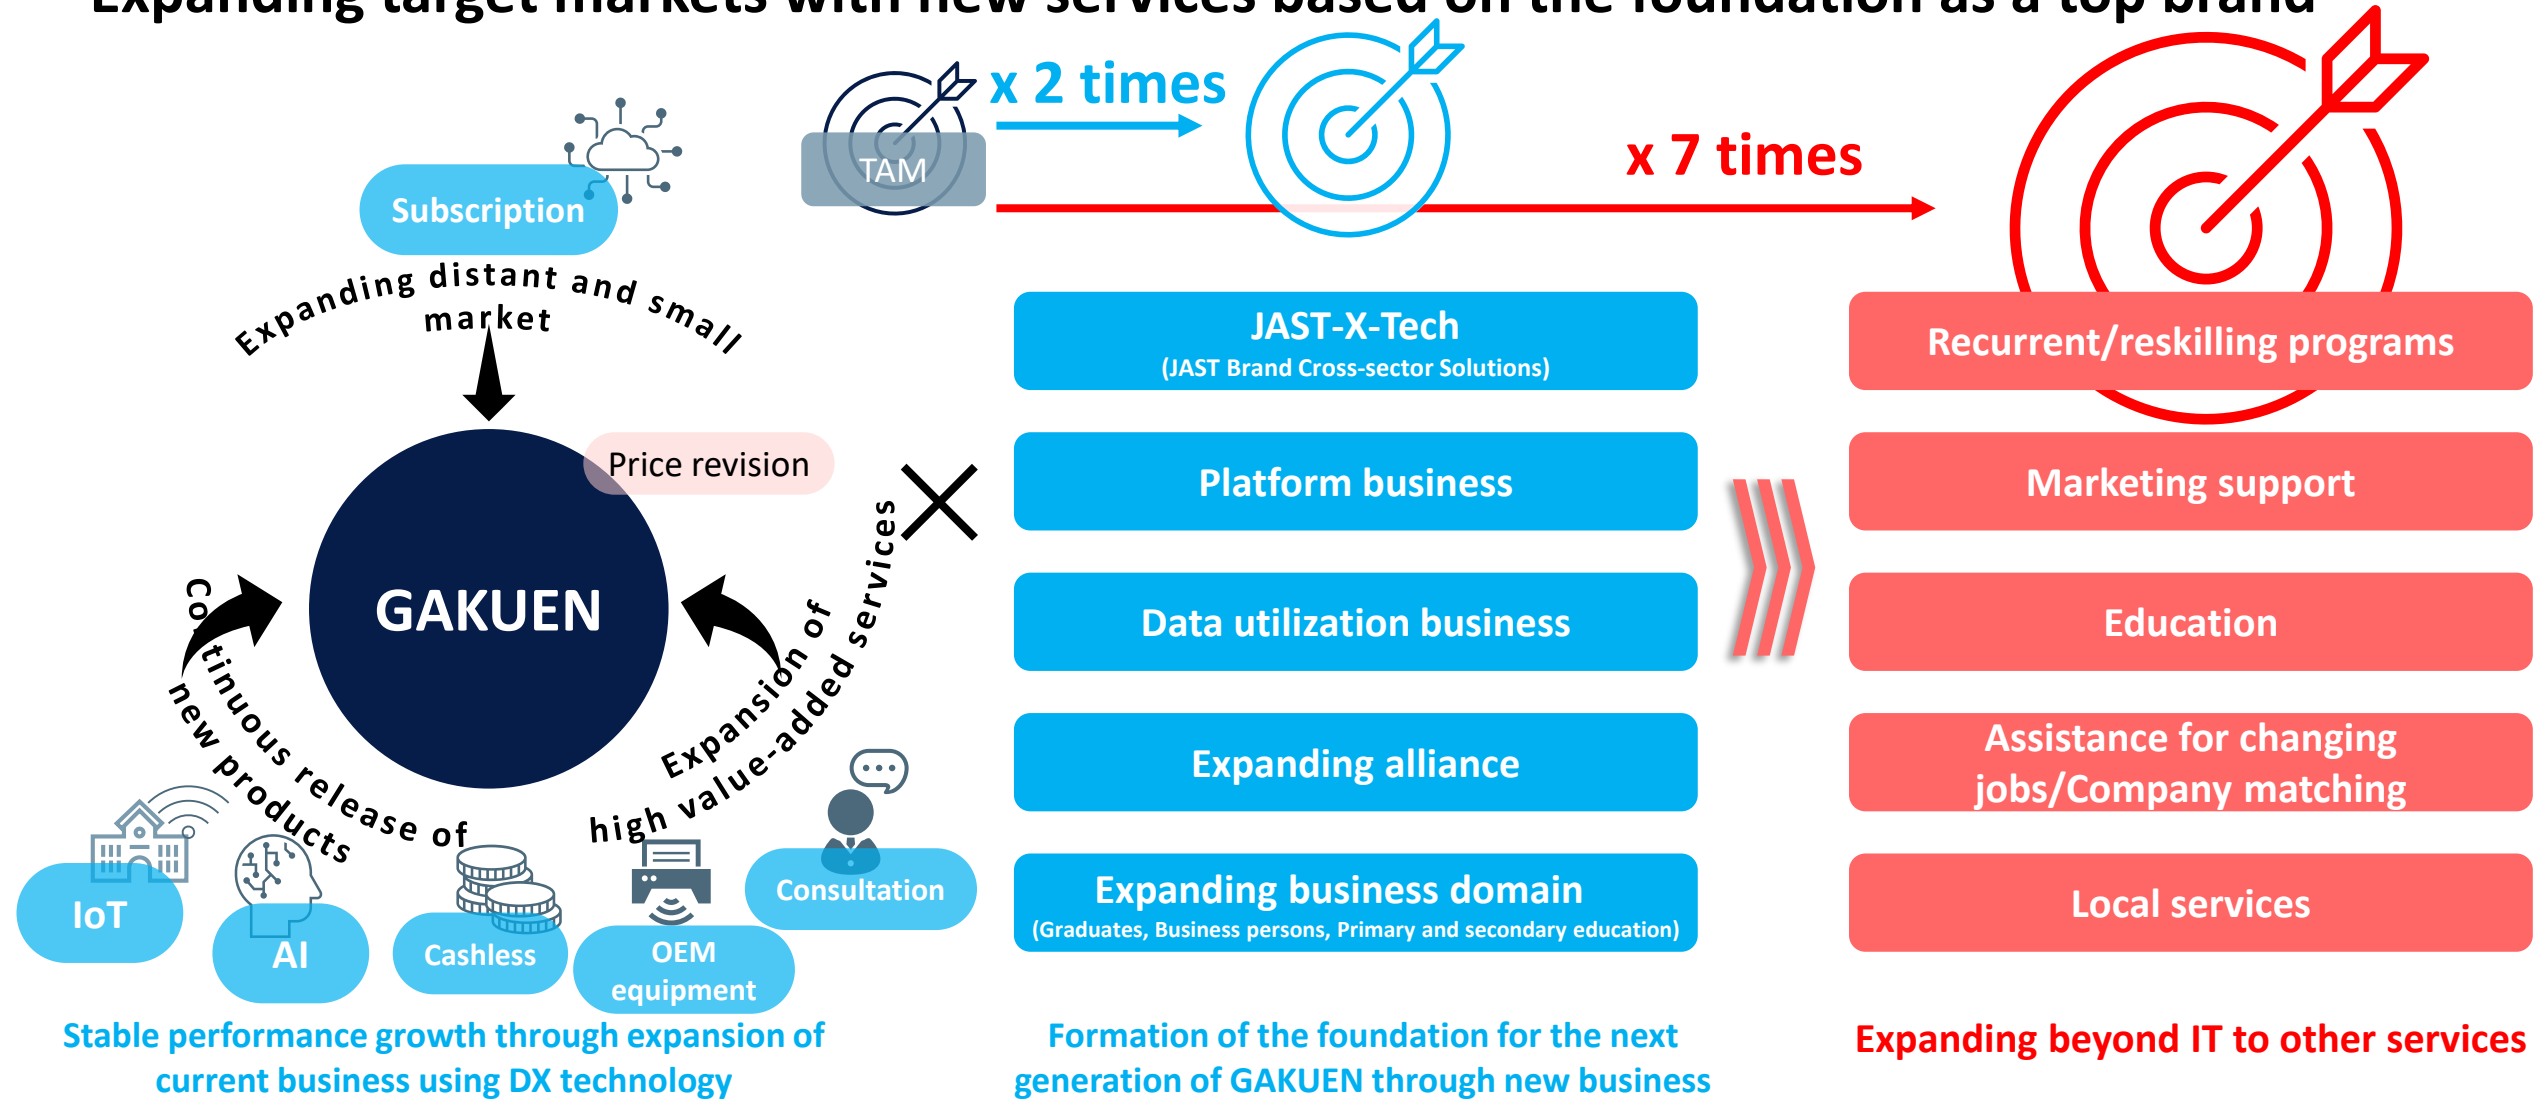 Expanding target markets with new services based on the foundation as a top brand
x 2 times
x 7 times
TAM
Subscription
Expanding distant and small
market
Price revision
GAKUEN
Continuous release of
new products
Expansion of
high value-added services
IoT
AI
Cashless
OEM
equipment
Consultation
Stable performance growth through expansion of
current business using DX technology
JAST-X-Tech
(JAST Brand Cross-sector Solutions)
Platform business
Data utilization business
Expanding alliance
Expanding business domain
(Graduates, Business persons, Primary and secondary education)
Formation of the foundation for the next
generation of GAKUEN through new business
Recurrent/reskilling programs
Marketing support
Education
Assistance for changing
jobs/Company matching
Local services
Expanding beyond IT to other services